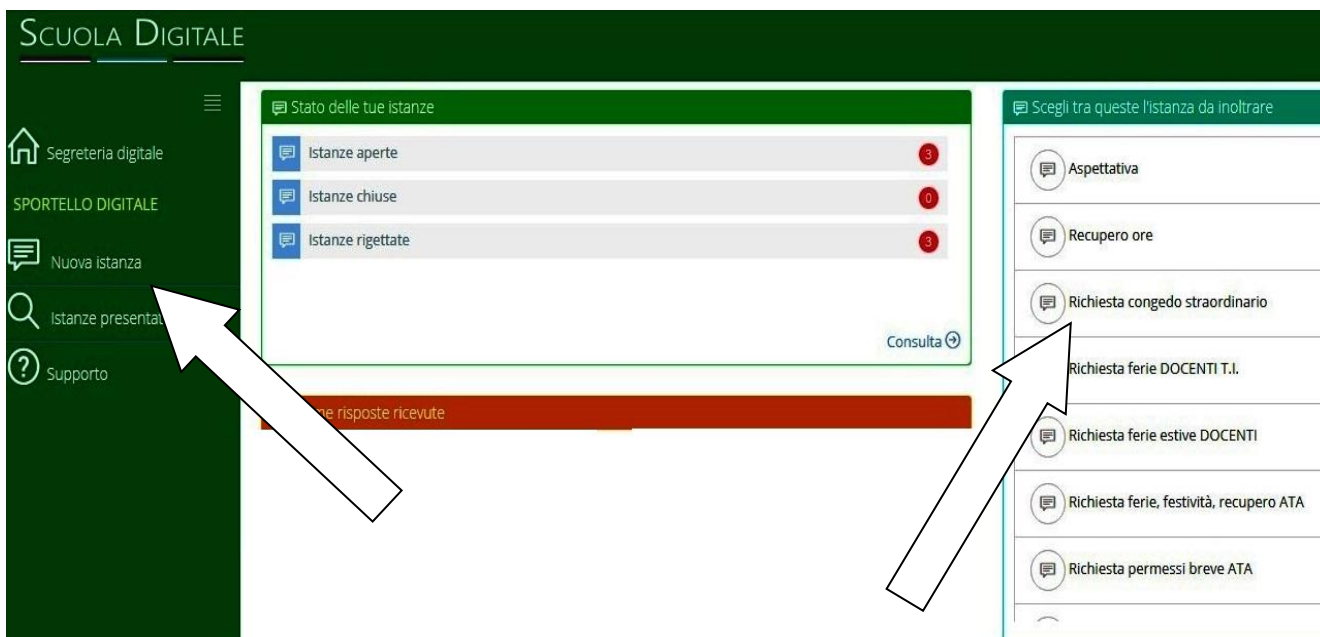 SCUOLA DIGITALE
Segreteria digitale
SPORTELLO DIGITALE
Nuova istanza
Istanze
Supporto
Stato delle tue istanze
Istanze aperte 3
Istanze chiuse 0
Istanze rigettate 3
Consulta
risposte ricevute
Scegli tra queste l'istanza da inoltrare
Aspettativa
Recupero ore
Richiesta congedo straordinario
Richiesta ferie DOCENTI T.I.
Richiesta ferie estive DOCENTI
Richiesta ferie, festività, recupero ATA
Richiesta permessi breve ATA